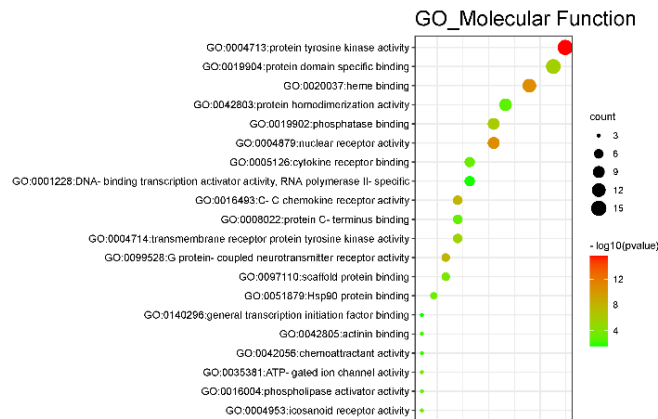 GO_Molecular Function
GO:0004713:protein tyrosine kinase activity
GO:0019904:protein domain specific binding
GO:0020037:heme binding
GO:0042803:protein homodimerization activity
GO:0019902:phosphatase binding
GO:0004879:nuclear receptor activity
GO:0005126:cytokine receptor binding
GO:0001228:DNA- binding transcription activator activity, RNA polymerase II- specific
GO:0016493:C- C chemokine receptor activity
GO:0008022:protein C- terminus binding
GO:0004714:transmembrane receptor protein tyrosine kinase activity
GO:0099528:G protein- coupled neurotransmitter receptor activity
GO:0097110:scaffold protein binding
GO:0051879:Hsp90 protein binding
GO:0140296:general transcription initiation factor binding
GO:0042805:actinin binding
GO:0042056:chemoattractant activity
GO:0035381:ATP- gated ion channel activity
GO:0016004:phospholipase activator activity
GO:0004953:icosanoid receptor activity
count
3
6
9
12
15
- log10(pvalue)
12
8
4